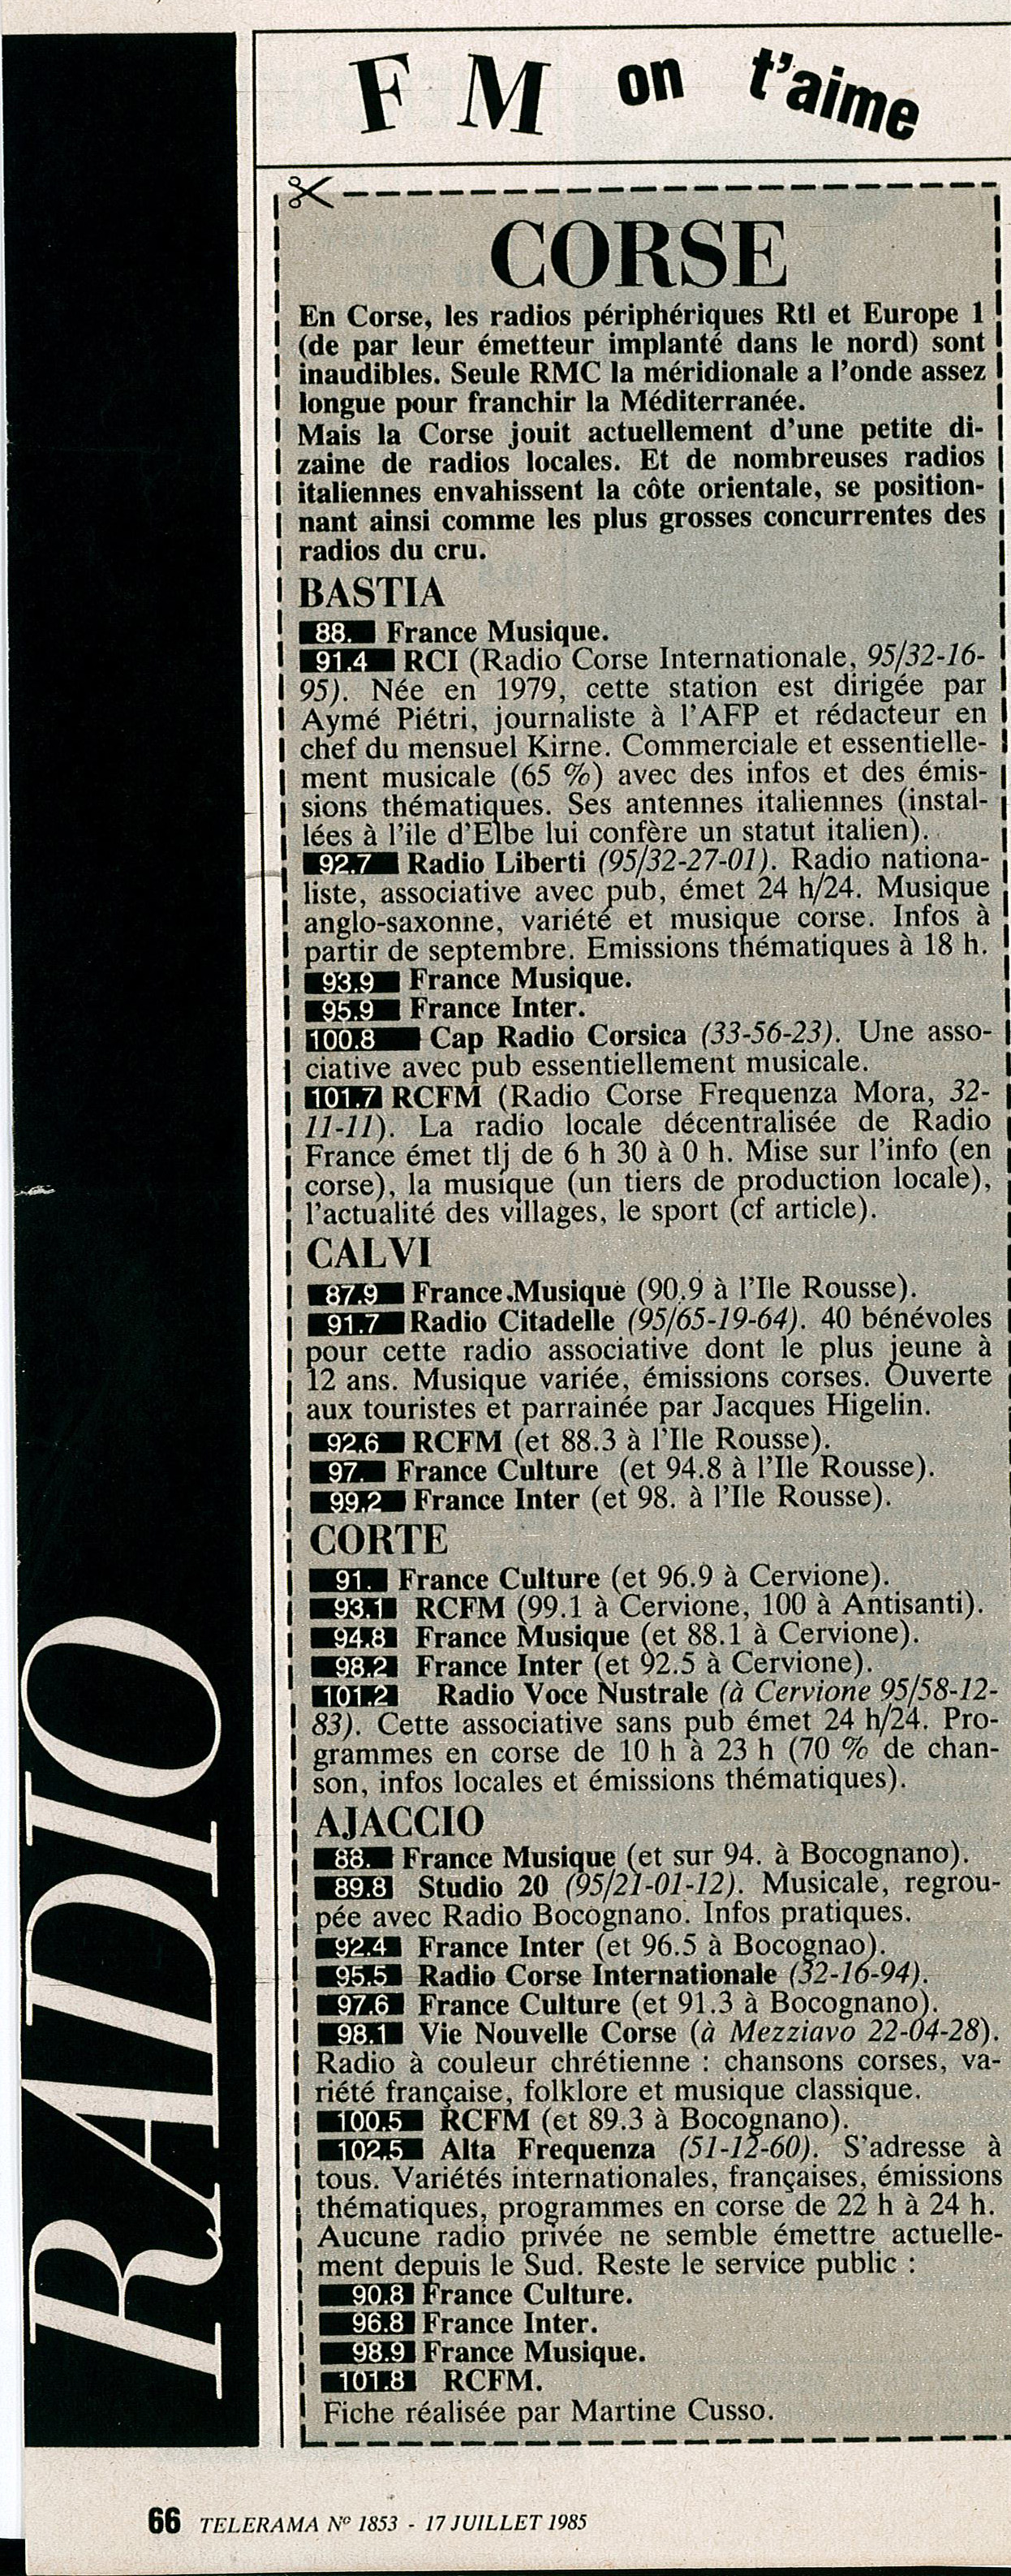 FM on t'aime
CORSE
En Corse, les radios périphériques Rtl et Europe 1
(de par leur émetteur implanté dans le nord) sont
inaudibles. Seule RMC la méridionale a l'onde assez
longue pour franchir la Méditerranée.
Mais la Corse jouit actuellement d'une petite di-
zaine de radios locales. Et de nombreuses radios
italiennes envahissent la côte orientale, se position-
nant ainsi comme les plus grosses concurrentes des
radios du cru.
BASTIA
88. France Musique.
91.4 RCI (Radio Corse Internationale, 95/32-16-
95). Née en 1979, cette station est dirigée par
Aymé Piétri, journaliste à l'AFP et rédacteur en
chef du mensuel Kirne. Commerciale et essentielle-
ment musicale (65 %) avec des infos et des émis-
sions thématiques. Ses antennes italiennes (instal-
lées à l'ile d'Elbe lui confère un statut italien).
92.7 Radio Liberti (95/32-27-01). Radio nationa-
liste, associative avec pub, émet 24 h/24. Musique
anglo-saxonne, variété et musique corse. Infos à
partir de septembre. Emissions thématiques à 18 h.
93.9 France Musique.
95.9 France Inter.
100.8 Cap Radio Corsica (33-56-23). Une asso-
ciative avec pub essentiellement musicale.
101.7 RCFM (Radio Corse Frequenza Mora, 32-
11-11). La radio locale décentralisée de Radio
France émet tlj de 6 h 30 à 0 h. Mise sur l'info (en
corse), la musique (un tiers de production locale),
l'actualité des villages, le sport (cf article).
CALVI
87.9 France Musique (90.9 à l'Ile Rousse).
91.7 Radio Citadelle (95/65-19-64). 40 bénévoles
pour cette radio associative dont le plus jeune à
12 ans. Musique variée, émissions corses. Ouverte
aux touristes et parrainée par Jacques Higelin.
92.6 RCFM (et 88.3 à l'Ile Rousse).
97. France Culture (et 94.8 à l'Ile Rousse).
99.2 France Inter (et 98. à l'Ile Rousse).
CORTE
91. France Culture (et 96.9 à Cervione).
93.1 RCFM (99.1 à Cervione, 100 à Antisanti).
94.8 France Musique (et 88.1 à Cervione).
98.2 France Inter (et 92.5 à Cervione).
101.2 Radio Voce Nustrale (à Cervione 95/58-12-
83). Cette associative sans pub émet 24 h/24. Pro-
grammes en corse de 10 h à 23 h (70 % de chan-
son, infos locales et émissions thématiques).
AJACCIO
88. France Musique (et sur 94. à Bocognano).
89.8 Studio 20 (95/21-01-12). Musicale, regrou-
pée avec Radio Bocognano. Infos pratiques.
92.4 France Inter (et 96.5 à Bocognao).
95.5 Radio Corse Internationale (32-16-94).
97.6 France Culture (et 91.3 à Bocognano).
98.1 Vie Nouvelle Corse (à Mezziavo 22-04-28).
Radio à couleur chrétienne : chansons corses, va-
riété française, folklore et musique classique.
100.5 RCFM (et 89.3 à Bocognano).
102.5 Alta Frequenza (51-12-60). S'adresse à
tous. Variétés internationales, françaises, émissions
thématiques, programmes en corse de 22 h à 24 h.
Aucune radio privée ne semble émettre actuelle-
ment depuis le Sud. Reste le service public :
90.8 France Culture.
96.8 France Inter.
98.9 France Musique.
101.8 RCFM.
Fiche réalisée par Martine Cusso.
RADIO
66 TELERAMA Nº 1853 - 17 JUILLET 1985